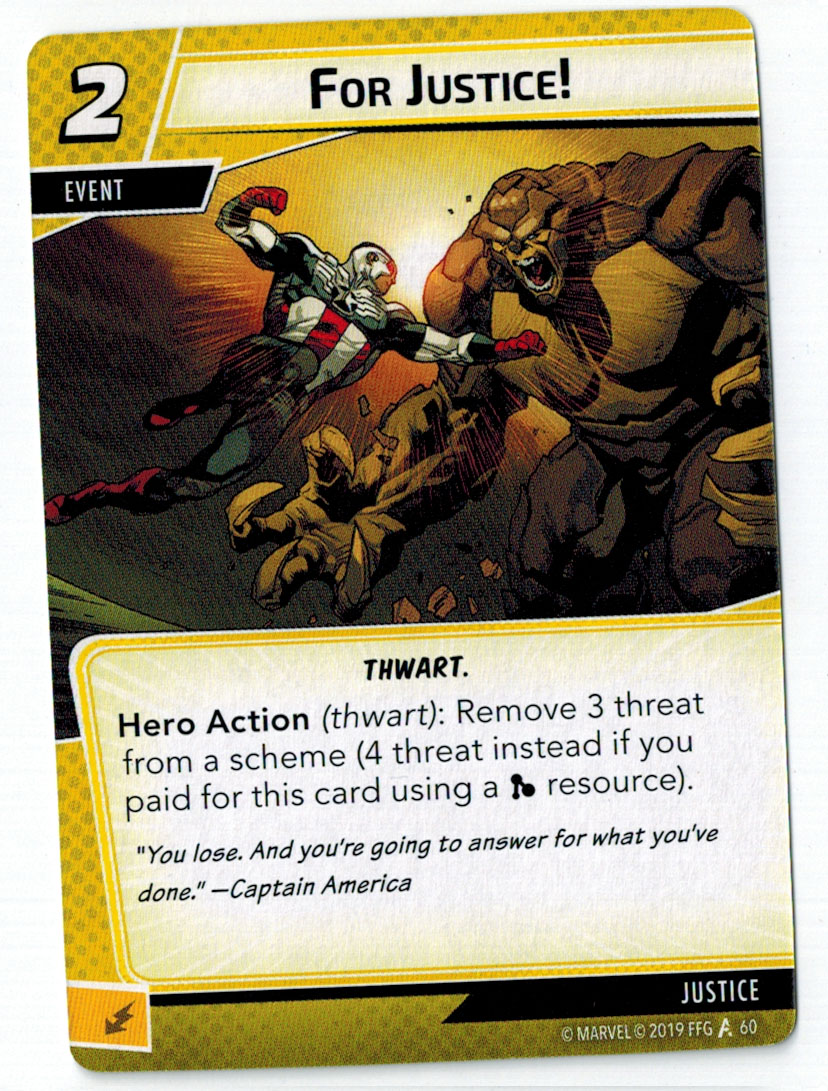 2
FOR JUSTICE!
EVENT
THWART.
Hero Action (thwart): Remove 3 threat
from a scheme (4 threat instead if you
paid for this card using a resource).
"You lose. And you're going to answer for what you've
done." —Captain America
JUSTICE
© MARVEL © 2019 FFG 60